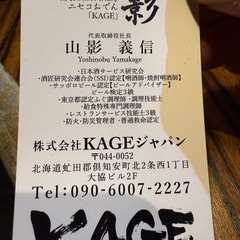 ニセコおでん
「KAGE」
影
代表取締役社長
山影 義信
Yoshinobu Yamakage
・日本酒サービス研究会
・酒匠研究会連合会(SSI)認定【唎酒師・焼酎唎酒師】
・サッポロビール認定【ビールアドバイザー】
ビール検定3級
・東京都認定ふぐ調理師・調理技能士
・給食特殊専門調理師
・レストランサービス技能士3級
・防火・防災管理者・普通救命認定
株式会社KAGEジャパン
〒044-0052
北海道虻田郡倶知安町北2条西1丁目
大協ビル2F
Tel:090-6007-2227
KAGE